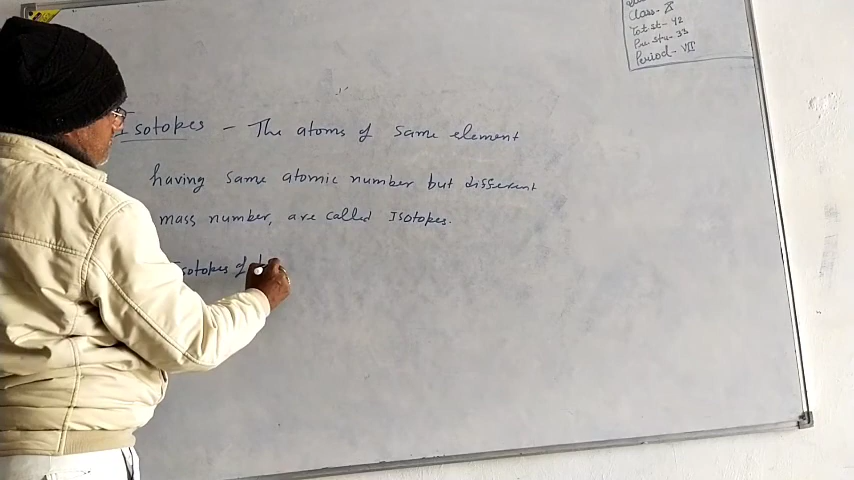 Class- X
Tot st- 42
Pre. Stu- 33
Period- VII
Isotopes - The atoms of same element
having same atomic number but different
mass number, are called Isotopes.
Isotopes of